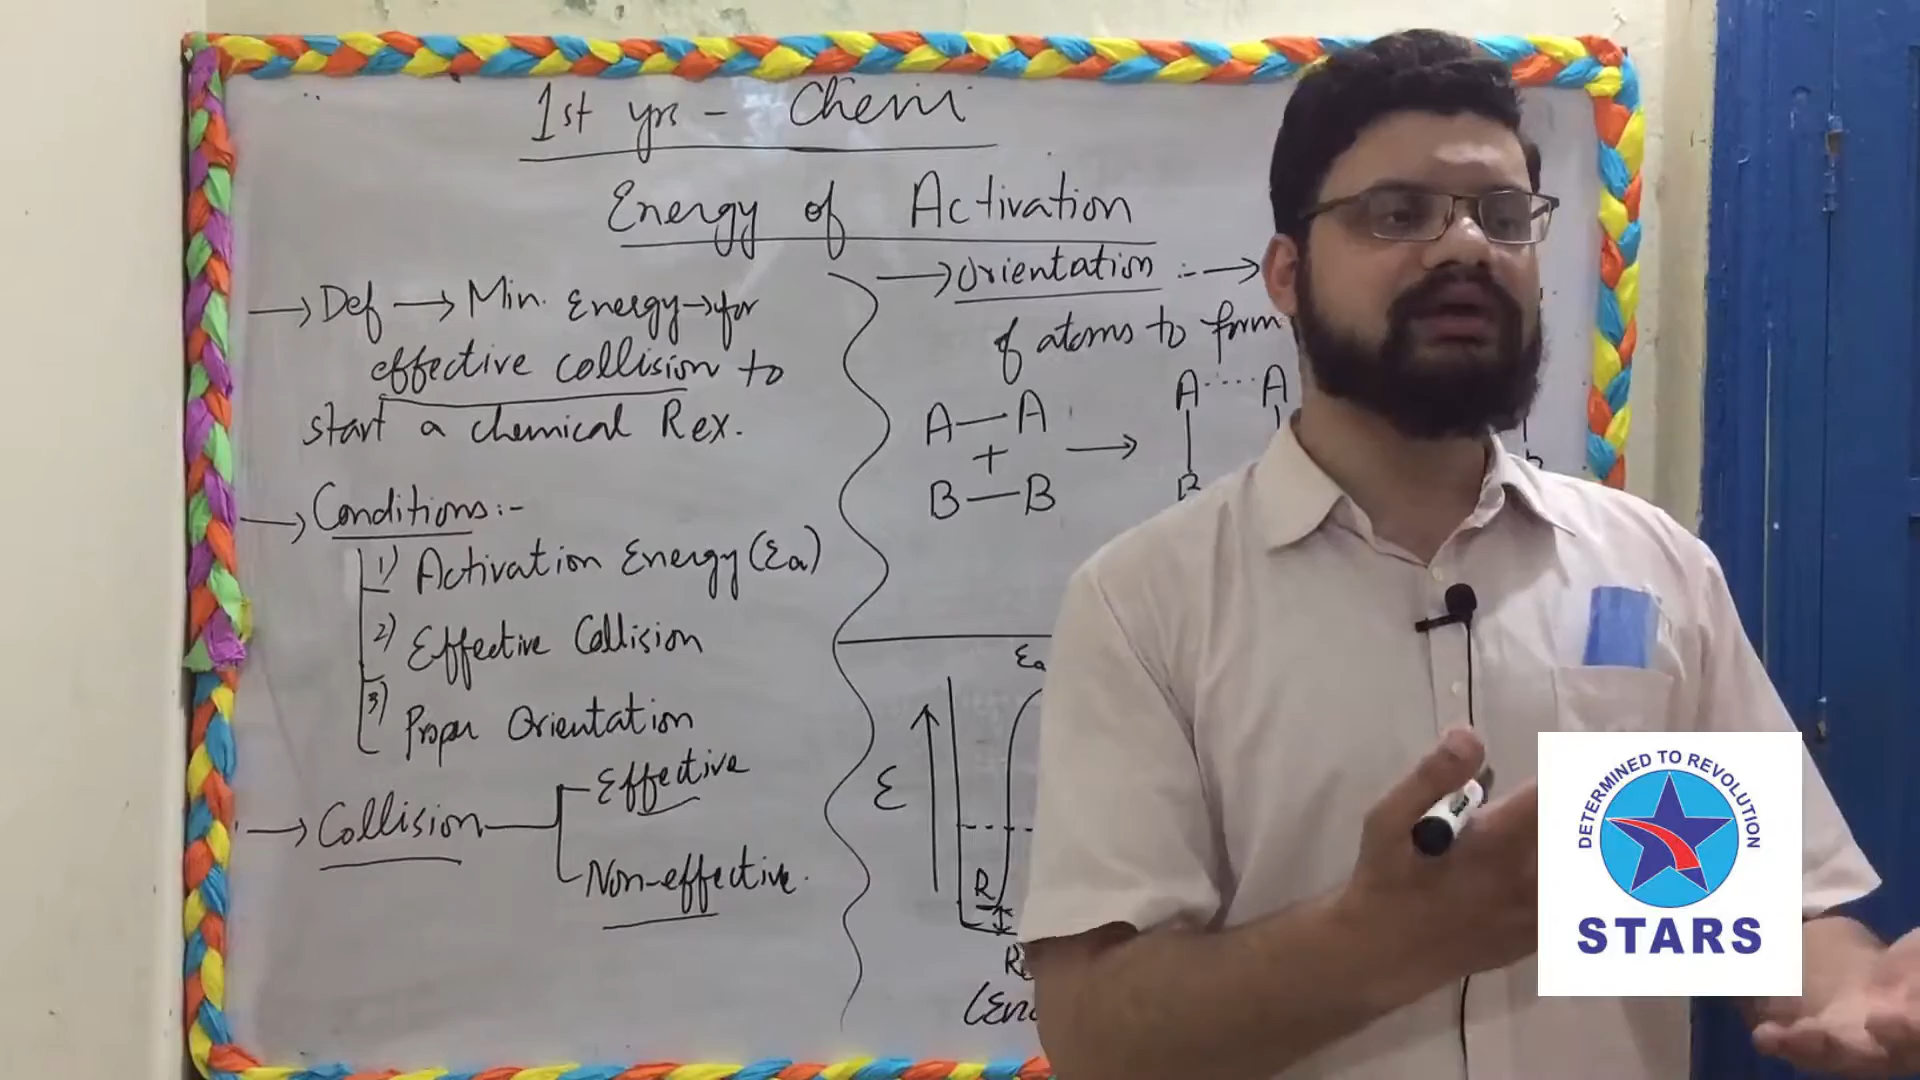 1st yrs - Chem
Energy of Activation
→ Def → Min. Energy → for
effective collision to
start a chemical Rex.
→ Conditions:-
1) Activation Energy (Ea)
2) Effective Collision
3) Proper Orientation
→ Collision
Effective
Non-effective.
→ Orientation :- →
of atoms to form
A—A
+
B—B
→
A····A
B
Ea
E
R
DETERMINED TO REVOLUTION
STARS